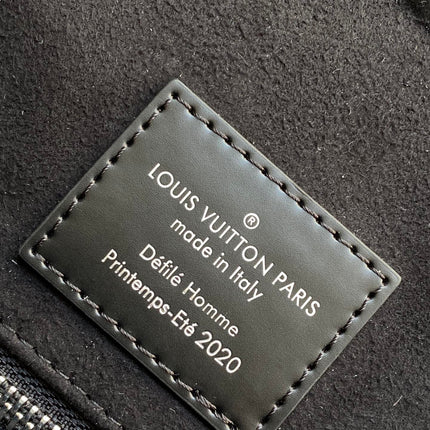 LOUIS VUITTON PARIS
®
made in Italy
Défilé Homme
Printemps-Eté 2020